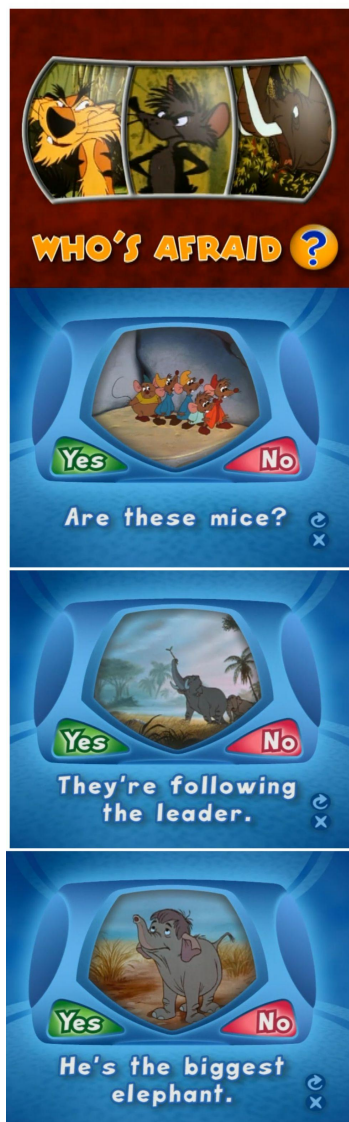 WHO'S AFRAID ?
Yes No
Are these mice?
Yes No
They're following
the leader.
Yes No
He's the biggest
elephant.